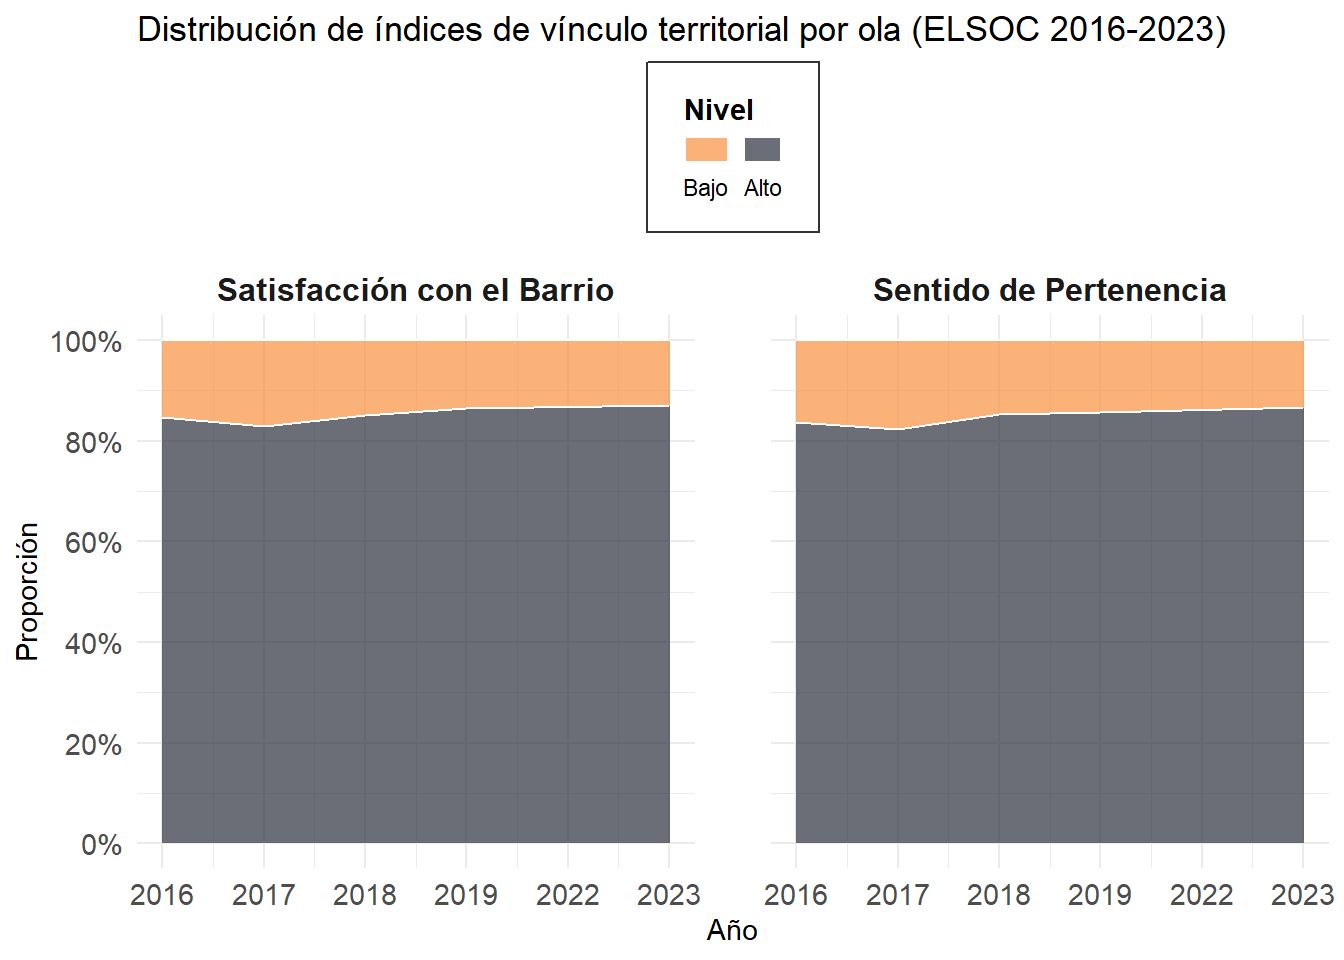 Distribución de índices de vínculo territorial por ola (ELSOC 2016-2023)
Nivel
Bajo Alto
Satisfacción con el Barrio
Sentido de Pertenencia
Proporción
100%
80%
60%
40%
20%
0%
2016 2017 2018 2019 2022 2023
2016 2017 2018 2019 2022 2023
Año